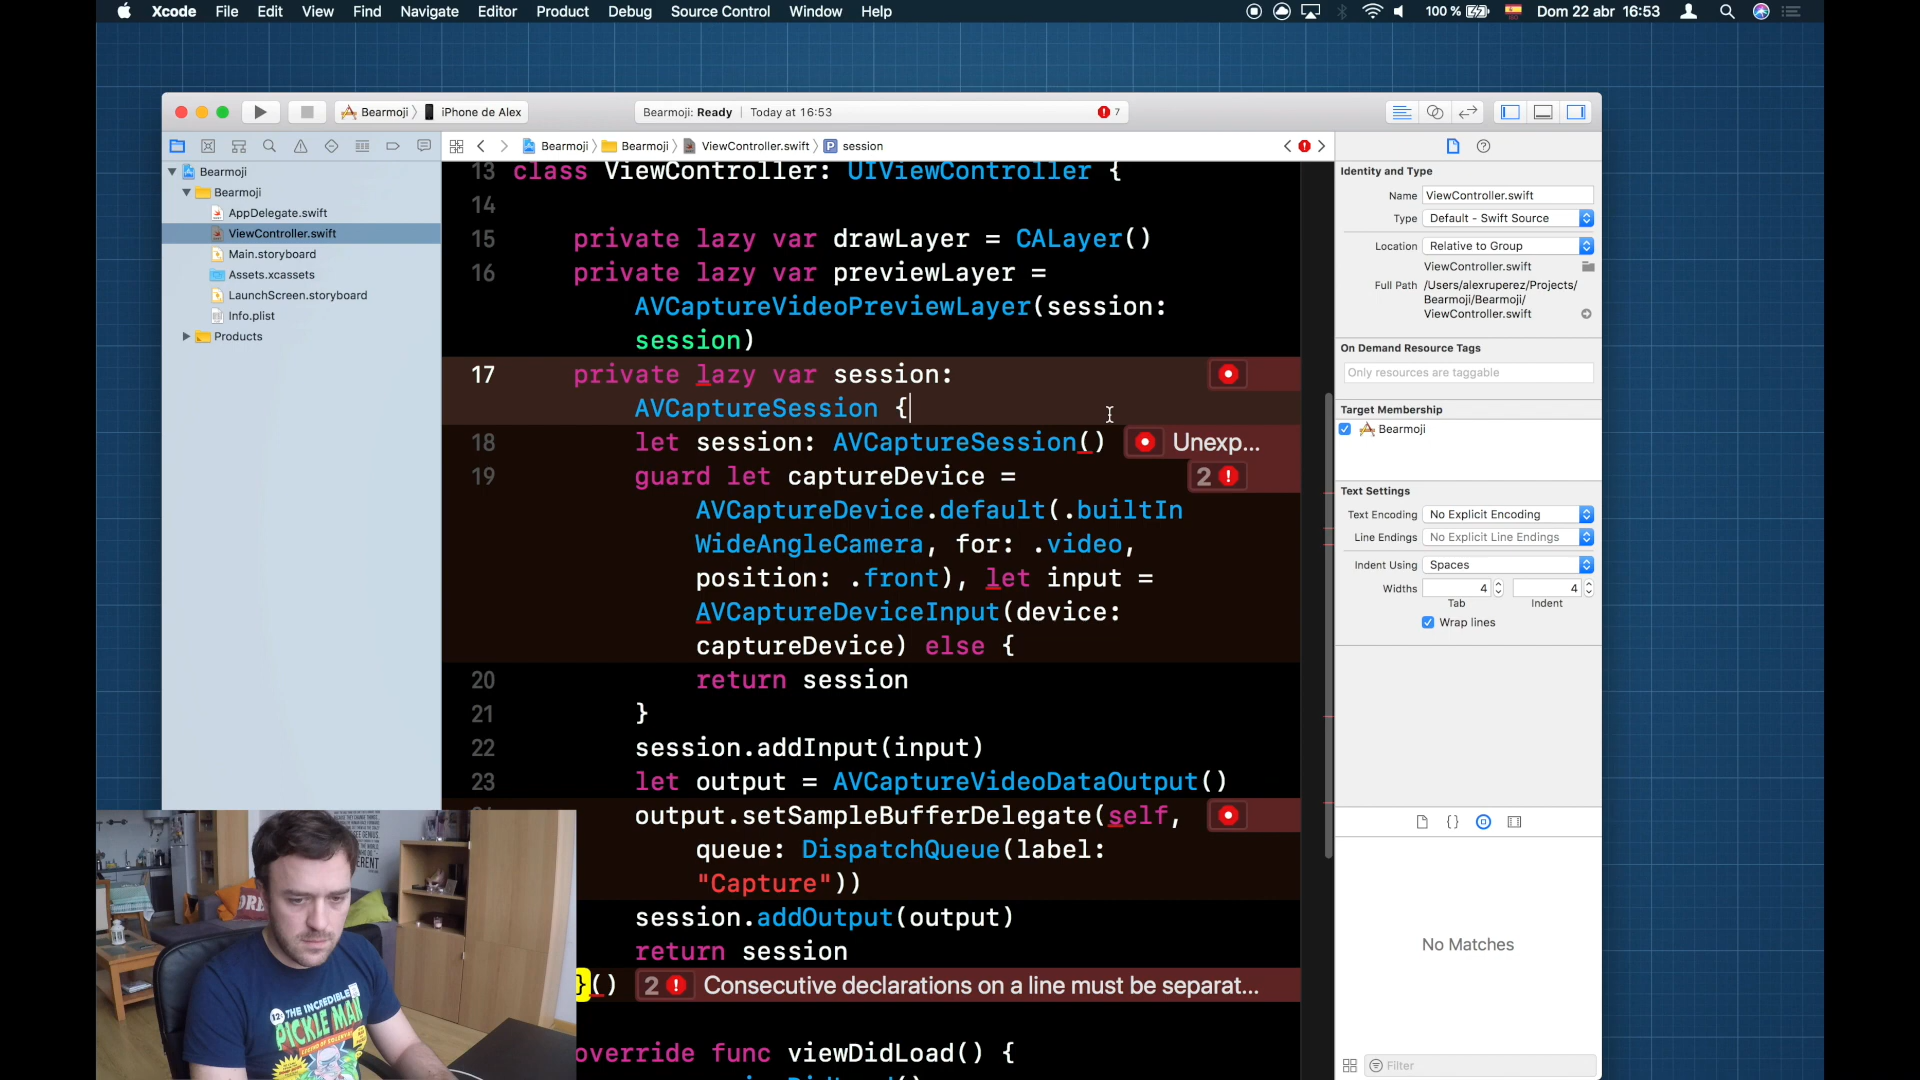 Xcode File Edit View Find Navigate Editor Product Debug Source Control Window Help 100 % Dom 22 abr 16:53
Bearmoji iPhone de Alex Bearmoji: Ready Today at 16:53 7
Bearmoji Bearmoji ViewController.swift P session
Bearmoji
Bearmoji
AppDelegate.swift
ViewController.swift
Main.storyboard
Assets.xcassets
LaunchScreen.storyboard
Info.plist
Products
13 class ViewController: UIViewController {
14
15 private lazy var drawLayer = CALayer()
16 private lazy var previewLayer =
AVCaptureVideoPreviewLayer(session:
session)
17 private lazy var session:
AVCaptureSession {
18 let session: AVCaptureSession() Unexp...
19 guard let captureDevice = 2
AVCaptureDevice.default(.builtIn
WideAngleCamera, for: .video,
position: .front), let input =
AVCaptureDeviceInput(device:
captureDevice) else {
20 return session
21 }
22 session.addInput(input)
23 let output = AVCaptureVideoDataOutput()
output.setSampleBufferDelegate(self,
queue: DispatchQueue(label:
"Capture"))
session.addOutput(output)
return session
}() 2 Consecutive declarations on a line must be separat...
override func viewDidLoad() {
Identity and Type
Name ViewController.swift
Type Default - Swift Source
Location Relative to Group
ViewController.swift
Full Path /Users/alexruperez/Projects/
Bearmoji/Bearmoji/
ViewController.swift
On Demand Resource Tags
Only resources are taggable
Target Membership
Bearmoji
Text Settings
Text Encoding No Explicit Encoding
Line Endings No Explicit Line Endings
Indent Using Spaces
Widths 4 4
Tab Indent
Wrap lines
{}
No Matches
Filter
THE INCREDIBLE
PICKLE MAN